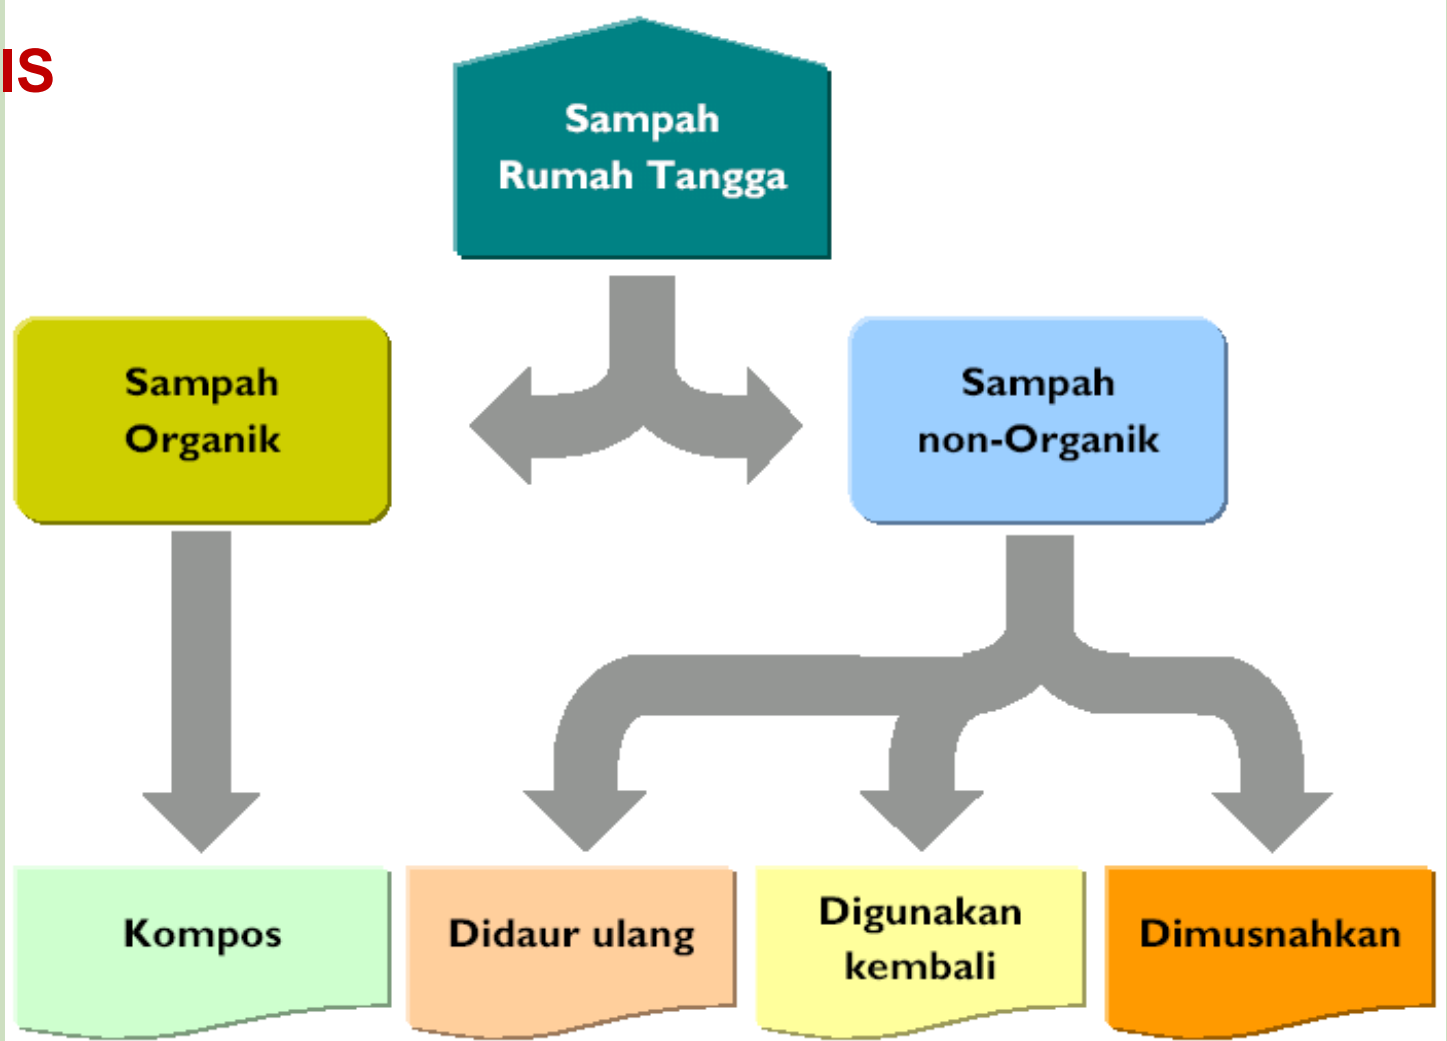 IS
Sampah
Rumah Tangga
Sampah
Organik
Sampah
non-Organik
Kompos
Didaur ulang
Digunakan
kembali
Dimusnahkan